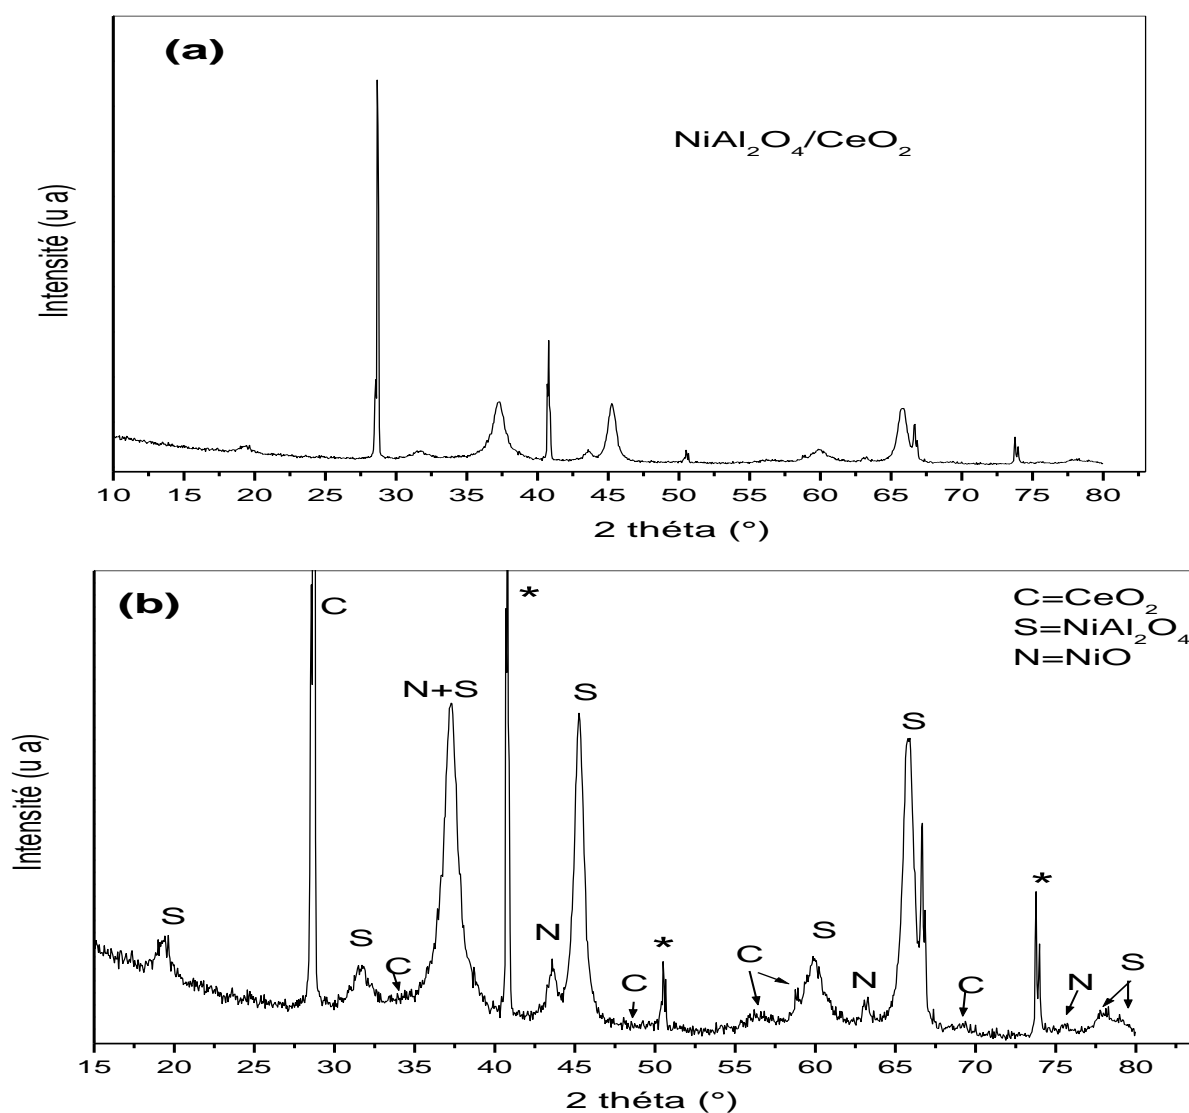 (a)
NiAl₂O₄/CeO₂
Intensité (u a)
10 15 20 25 30 35 40 45 50 55 60 65 70 75 80
2 théta (°)
(b)
C=CeO₂
S=NiAl₂O₄
N=NiO
C
*
N+S
S
S
*
S
S
C
N
C
*
C
S
N
C
N
S
Intensité (u a)
15 20 25 30 35 40 45 50 55 60 65 70 75 80
2 théta (°)